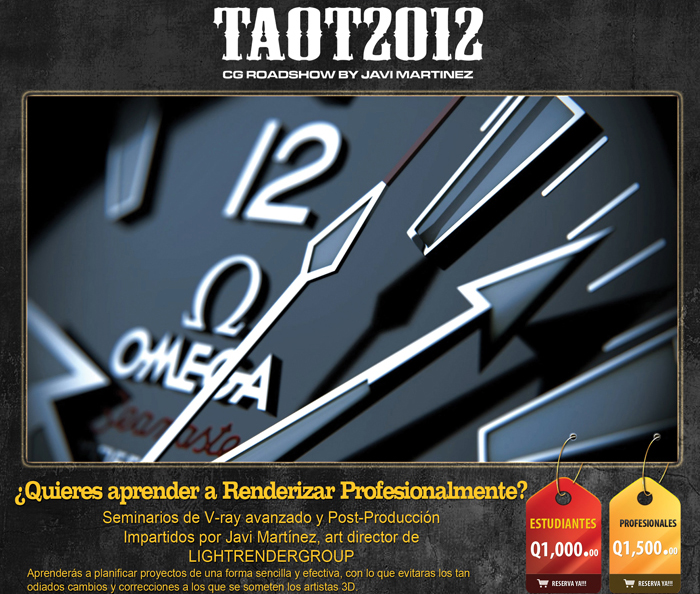 TAOT2012
CG ROADSHOW BY JAVI MARTINEZ
12
Ω
OMEGA
Seamaste
¿Quieres aprender a Renderizar Profesionalmente?
Seminarios de V-ray avanzado y Post-Producción
Impartidos por Javi Martínez, art director de
LIGHTRENDERGROUP
Aprenderás a planificar proyectos de una forma sencilla y efectiva, con lo que evitaras los tan
odiados cambios y correcciones a los que se someten los artistas 3D.
ESTUDIANTES
Q1,000.00
RESERVA YA!!!
PROFESIONALES
Q1,500.00
RESERVA YA!!!